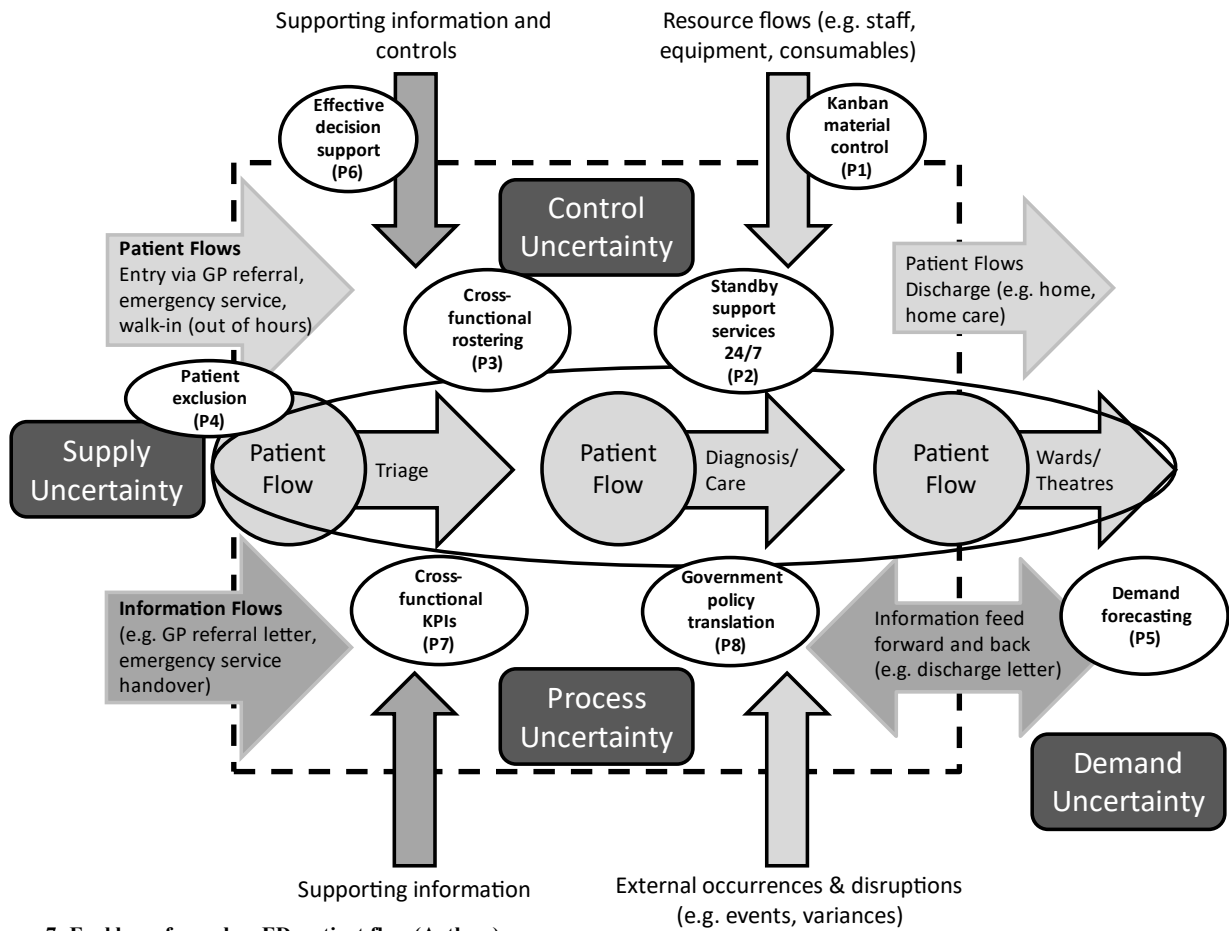 Supporting information and
controls
Resource flows (e.g. staff,
equipment, consumables)
Effective
decision
support
(P6)
Kanban
material
control
(P1)
Control
Uncertainty
Patient Flows
Entry via GP referral,
emergency service,
walk-in (out of hours)
Patient Flows
Discharge (e.g. home,
home care)
Cross-
functional
rostering
(P3)
Standby
support
services
24/7
(P2)
Patient
exclusion
(P4)
Supply
Uncertainty
Patient
Flow
Triage
Patient
Flow
Diagnosis/
Care
Patient
Flow
Wards/
Theatres
Information Flows
(e.g. GP referral letter,
emergency service
handover)
Cross-
functional
KPIs
(P7)
Government
policy
translation
(P8)
Information feed
forward and back
(e.g. discharge letter)
Demand
forecasting
(P5)
Process
Uncertainty
Demand
Uncertainty
Supporting information
External occurrences & disruptions
(e.g. events, variances)